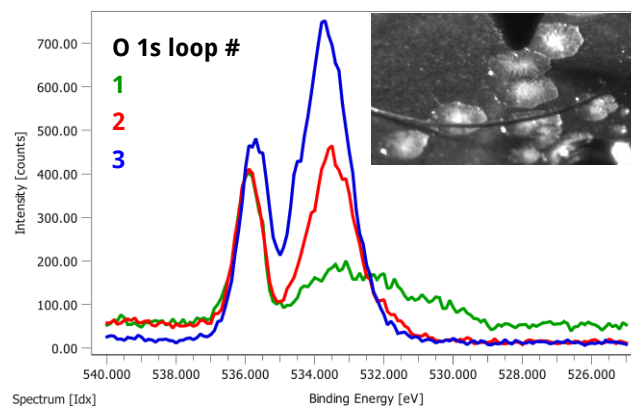 O 1s loop #
1
2
3
Intensity [counts]
700.00
600.00
500.00
400.00
300.00
200.00
100.00
0.00
540.000 538.000 536.000 534.000 532.000 530.000 528.000 526.000
Spectrum [Idx] Binding Energy [eV]